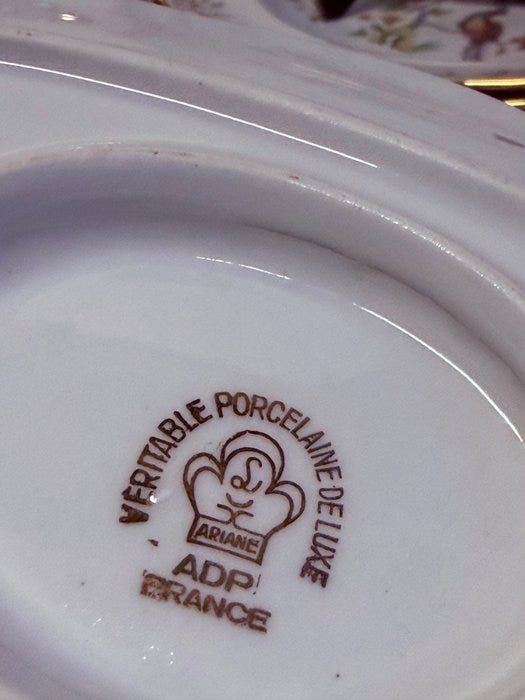 VERITABLE PORCELAINE DE LUXE
ARIANE
ADP
FRANCE